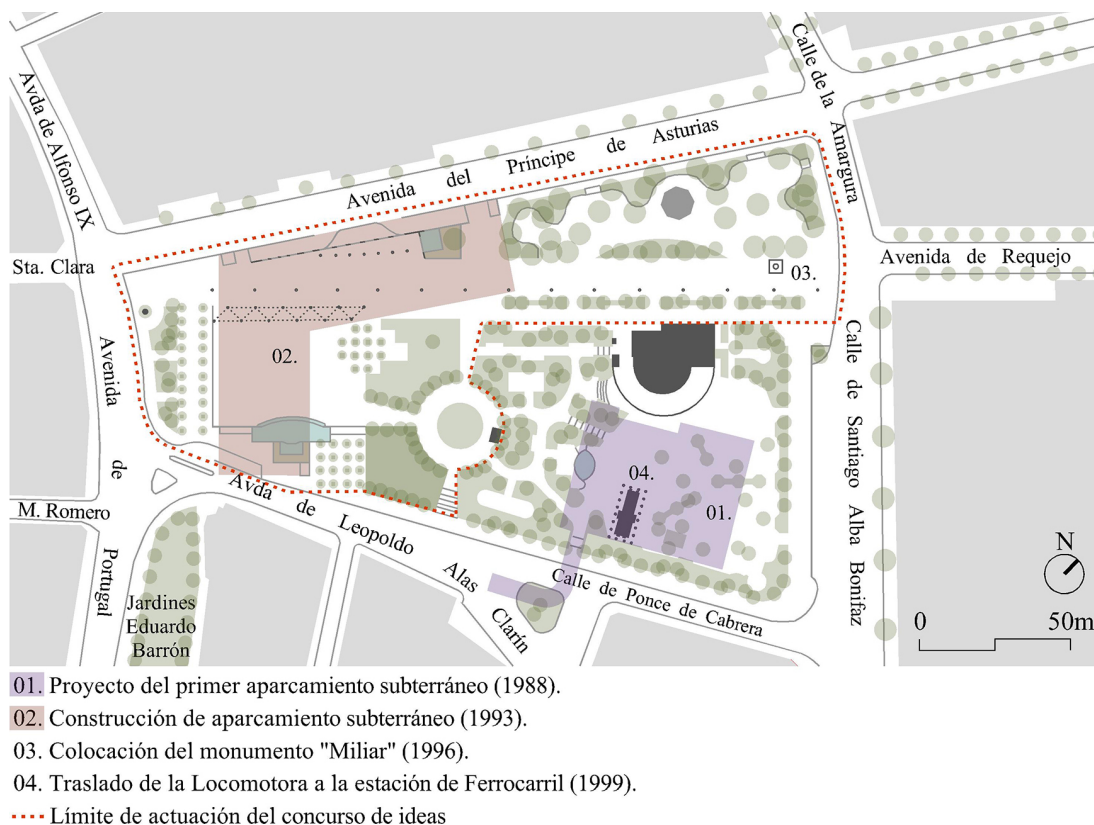 Avda de Alfonso IX
Avenida del Príncipe de Asturias
Calle de la Amargura
Sta. Clara
Avenida de Requejo
03.
02.
Avenida de Portugal
04.
01.
M. Romero
Avda de Leopoldo Alas Clarín
Calle de Ponce de Cabrera
Calle de Santiago Alba Bonifaz
Jardines
Eduardo
Barrón
N
0 50m
01. Proyecto del primer aparcamiento subterráneo (1988).
02. Construcción de aparcamiento subterráneo (1993).
03. Colocación del monumento "Miliar" (1996).
04. Traslado de la Locomotora a la estación de Ferrocarril (1999).
Límite de actuación del concurso de ideas